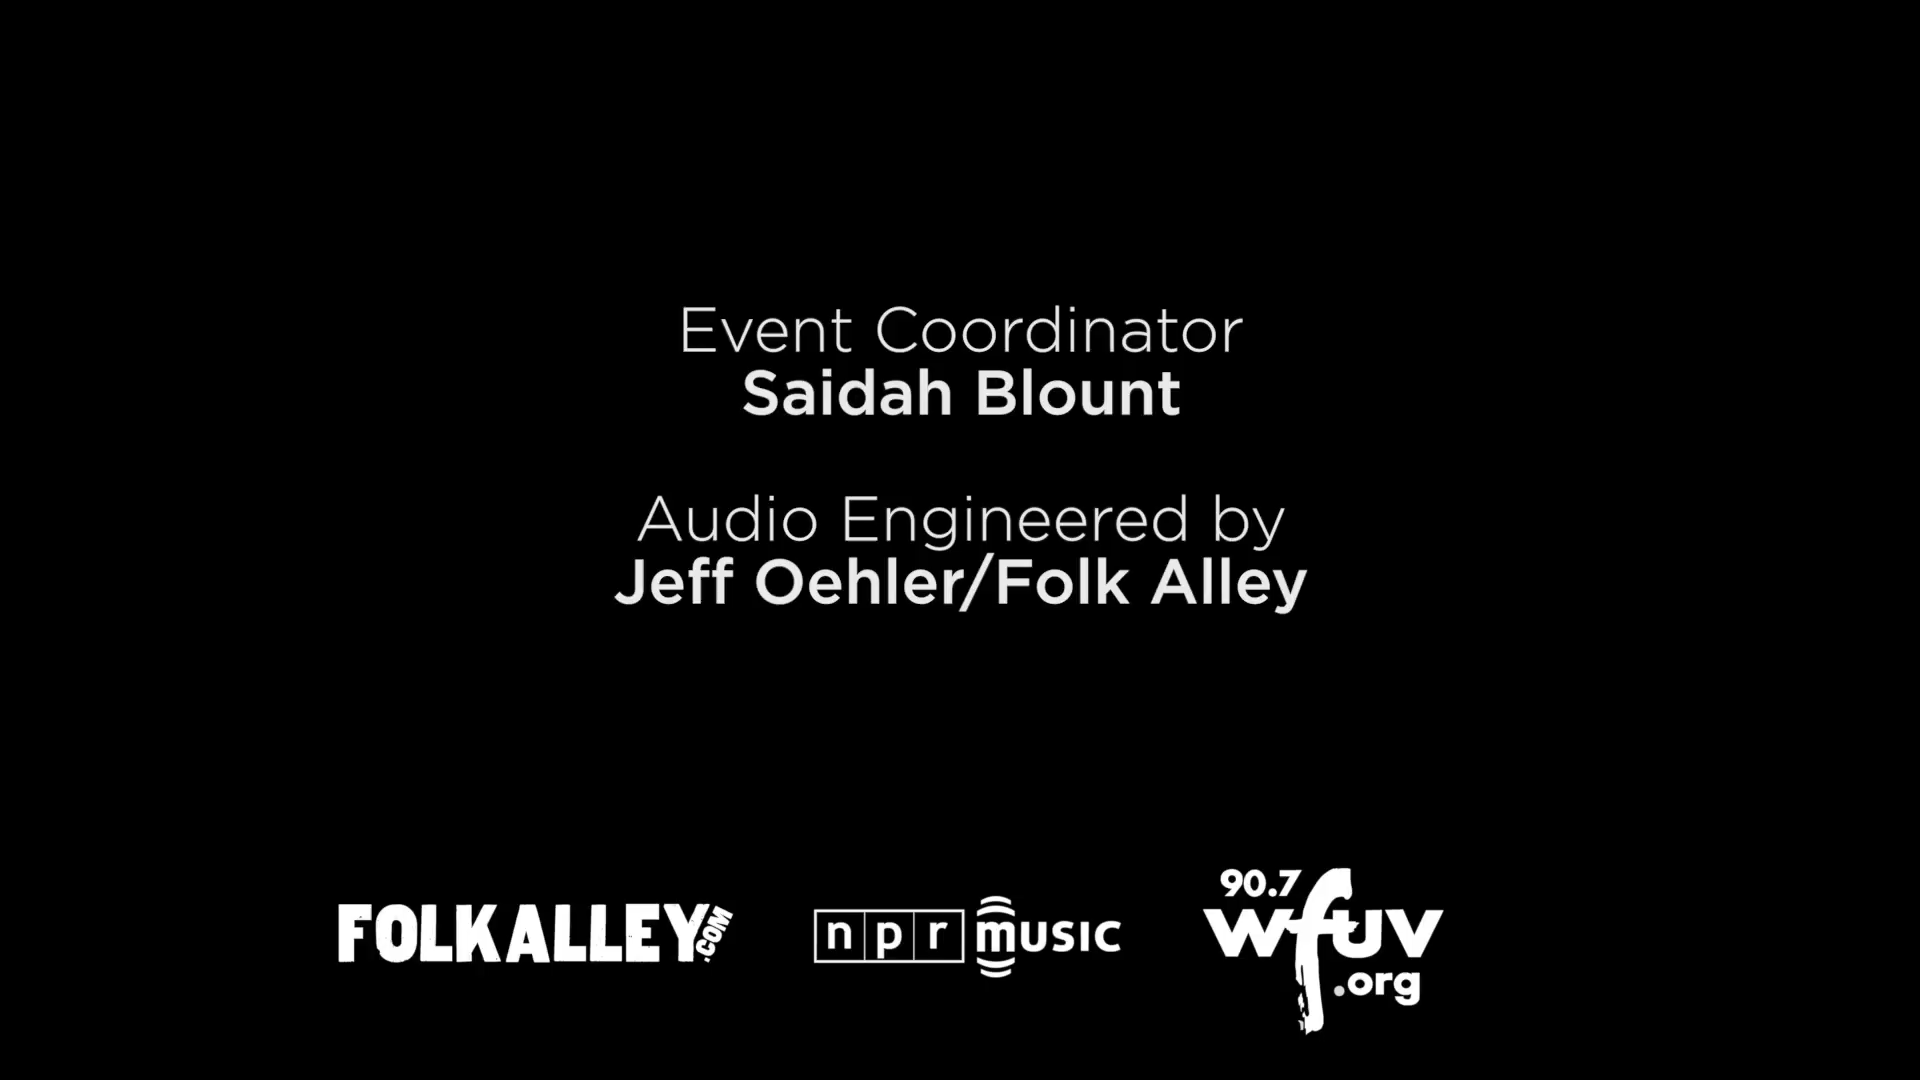 Event Coordinator
Saidah Blount
Audio Engineered by
Jeff Oehler/Folk Alley
FOLKALLEY.COM
npr music
90.7
wfuv
.org